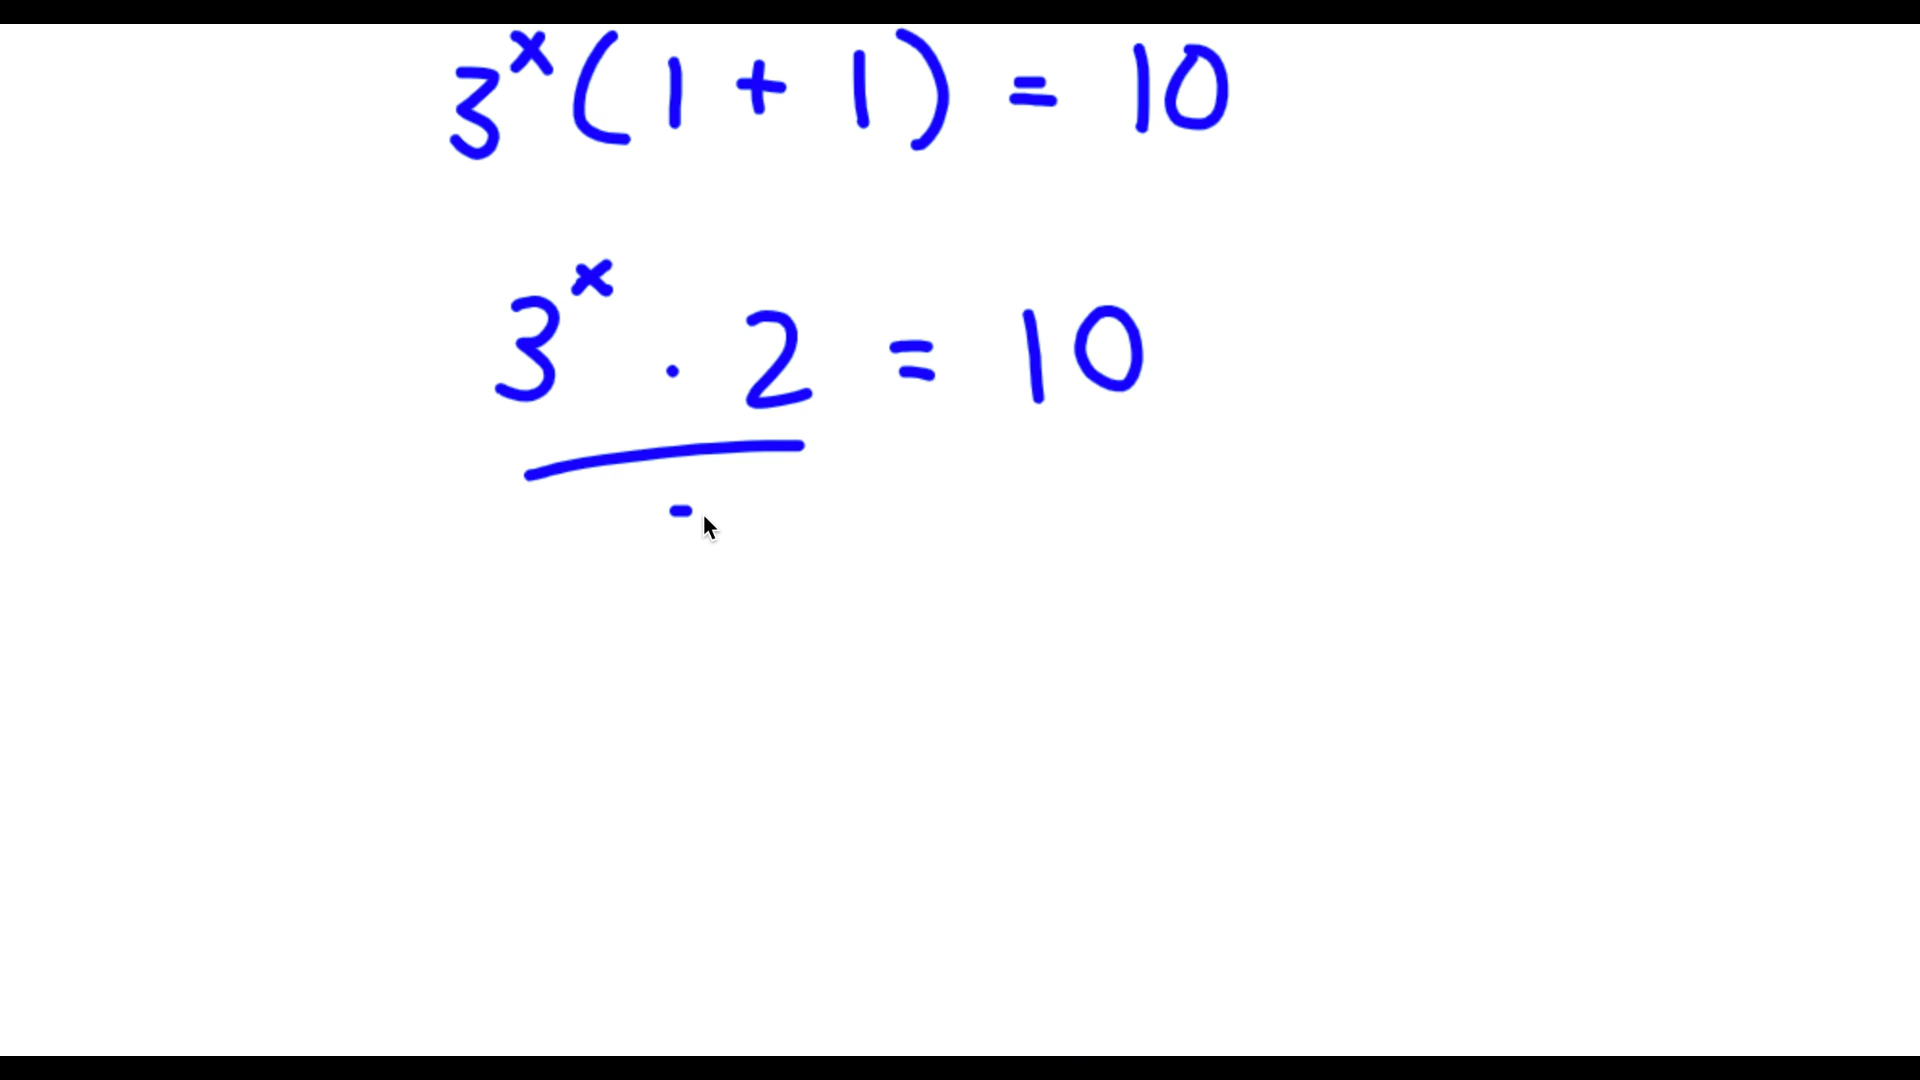 3^x(1 + 1) = 10
3^x · 2 = 10